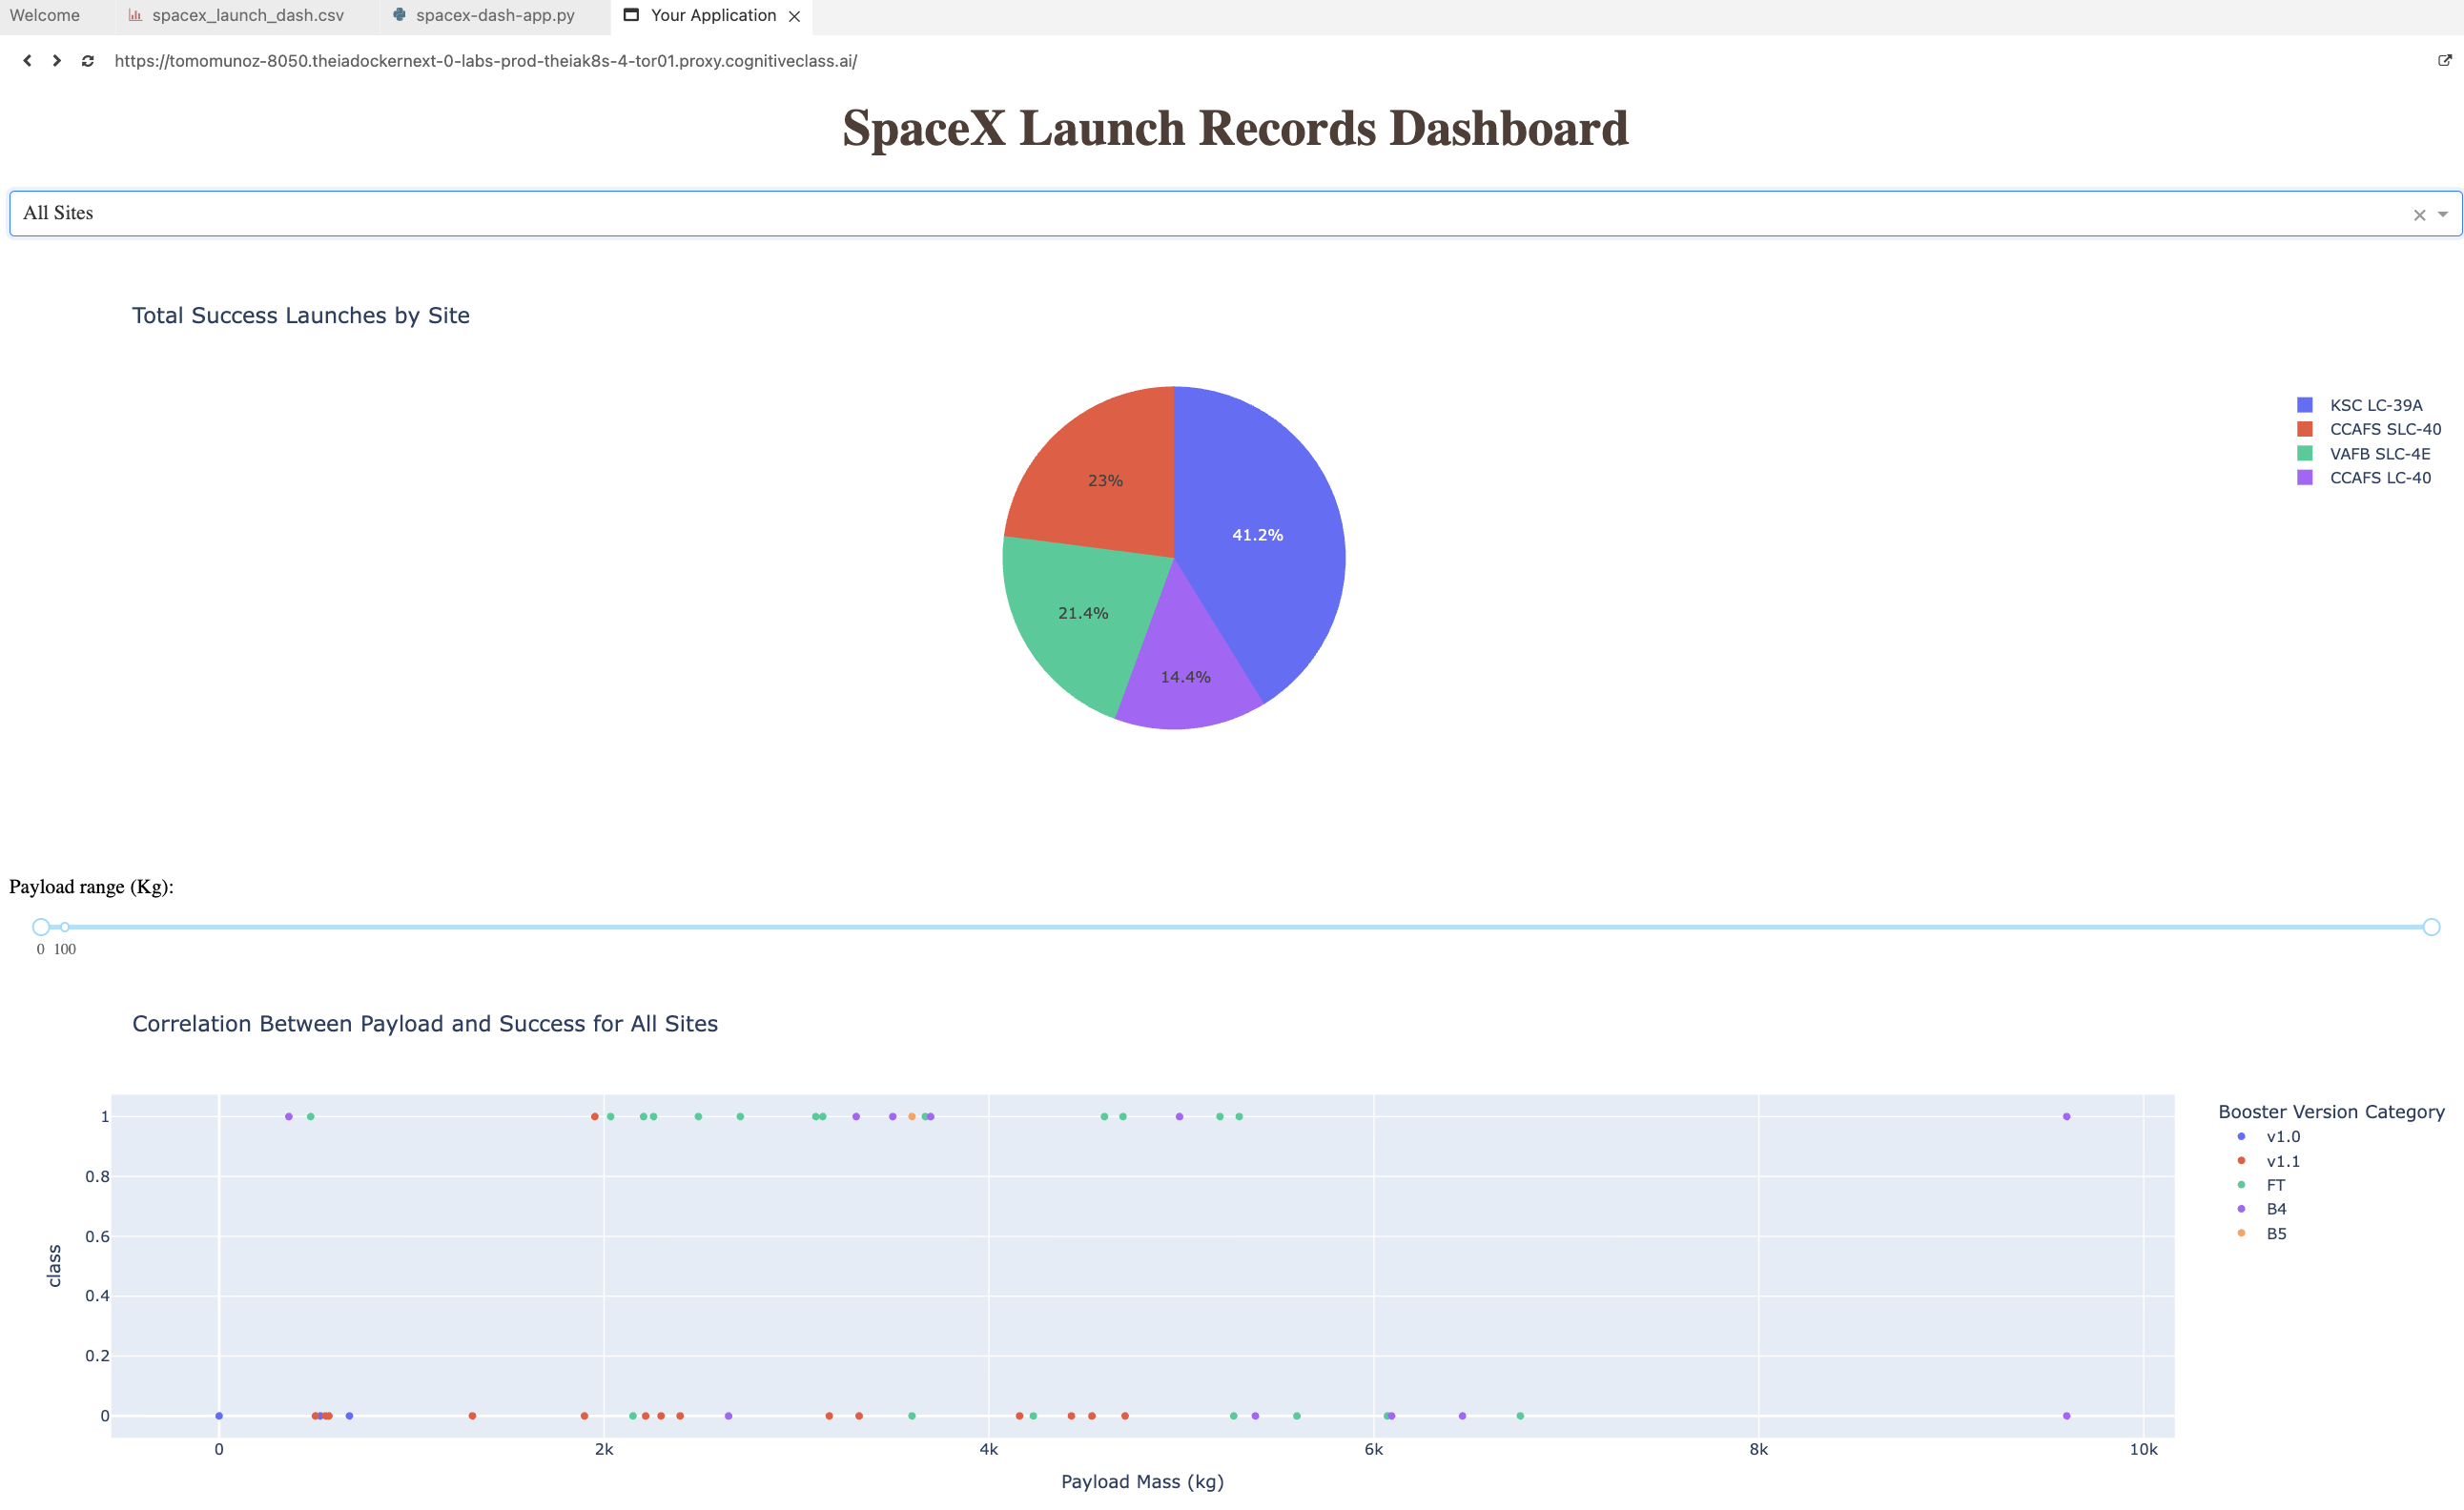 Welcome
spacex_launch_dash.csv
spacex-dash-app.py
Your Application
https://tomomunoz-8050.theiadockernext-0-labs-prod-theiak8s-4-tor01.proxy.cognitiveclass.ai/
SpaceX Launch Records Dashboard
All Sites
Total Success Launches by Site
KSC LC-39A
CCAFS SLC-40
VAFB SLC-4E
CCAFS LC-40
23%
41.2%
21.4%
14.4%
Payload range (Kg):
0 100
Correlation Between Payload and Success for All Sites
Booster Version Category
v1.0
v1.1
FT
B4
B5
class
1
0.8
0.6
0.4
0.2
0
0 2k 4k 6k 8k 10k
Payload Mass (kg)